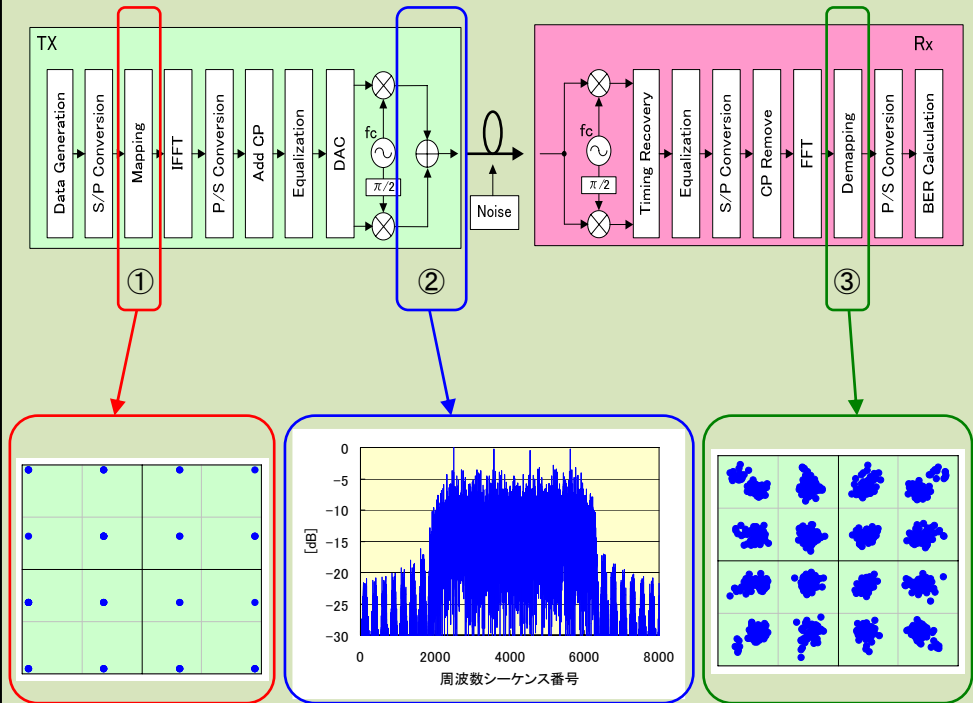 TX
Data Generation
S/P Conversion
Mapping
IFFT
P/S Conversion
Add CP
Equalization
DAC
fc
π/2
Noise
Rx
fc
π/2
Timing Recovery
Equalization
S/P Conversion
CP Remove
FFT
Demapping
P/S Conversion
BER Calculation
①
②
③
[dB]
0
-5
-10
-15
-20
-25
-30
0
2000
4000
6000
8000
周波数シーケンス番号